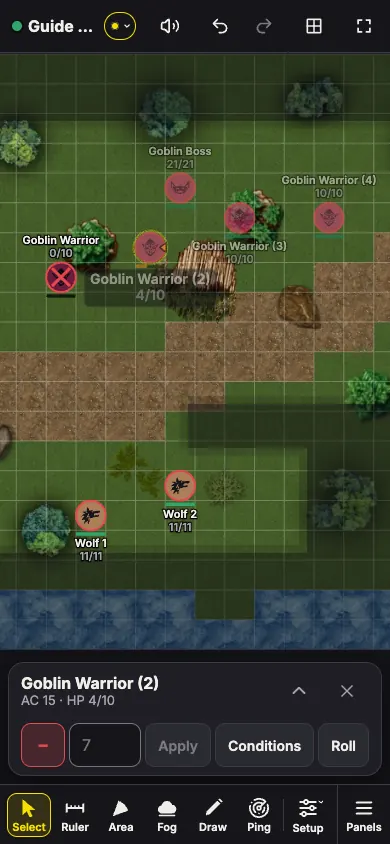 Guide ...
Goblin Boss
21/21
Goblin Warrior (4)
10/10
Goblin Warrior
0/10
Goblin Warrior (3)
10/10
Goblin Warrior (2)
4/10
Wolf 2
11/11
Wolf 1
11/11
Goblin Warrior (2)
AC 15 · HP 4/10
−
7
Apply
Conditions
Roll
Select
Ruler
Area
Fog
Draw
Ping
Setup
Panels